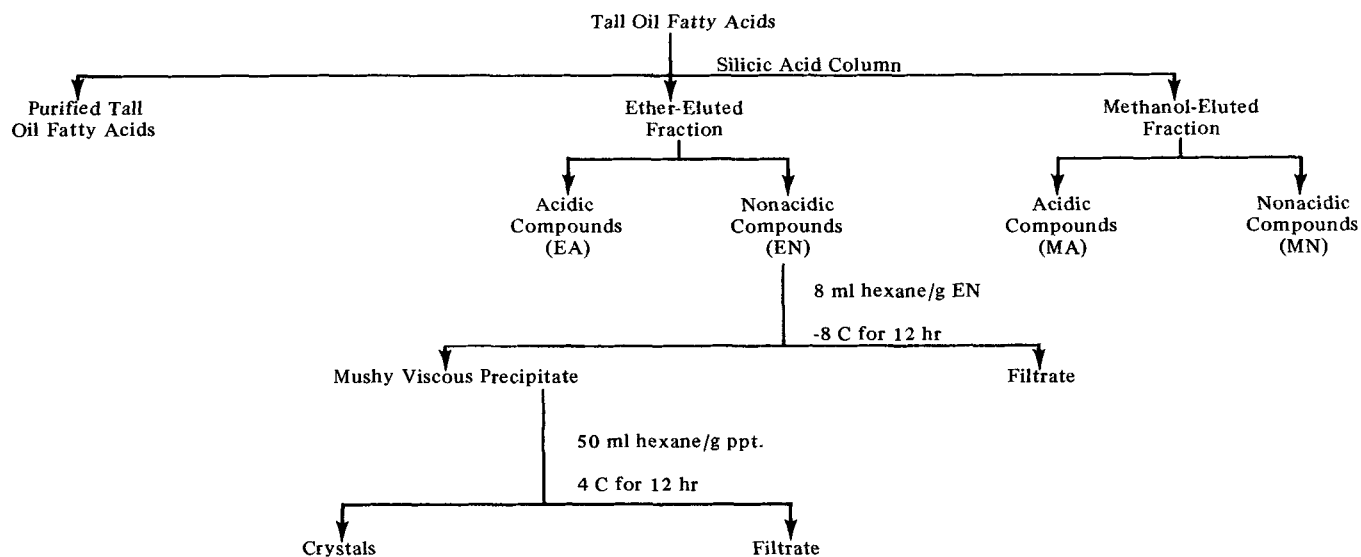 Tall Oil Fatty Acids
Silicic Acid Column
Purified Tall
Oil Fatty Acids
Ether-Eluted
Fraction
Methanol-Eluted
Fraction
Acidic
Compounds
(EA)
Nonacidic
Compounds
(EN)
Acidic
Compounds
(MA)
Nonacidic
Compounds
(MN)
8 ml hexane/g EN
-8 C for 12 hr
Mushy Viscous Precipitate
Filtrate
50 ml hexane/g ppt.
4 C for 12 hr
Crystals
Filtrate